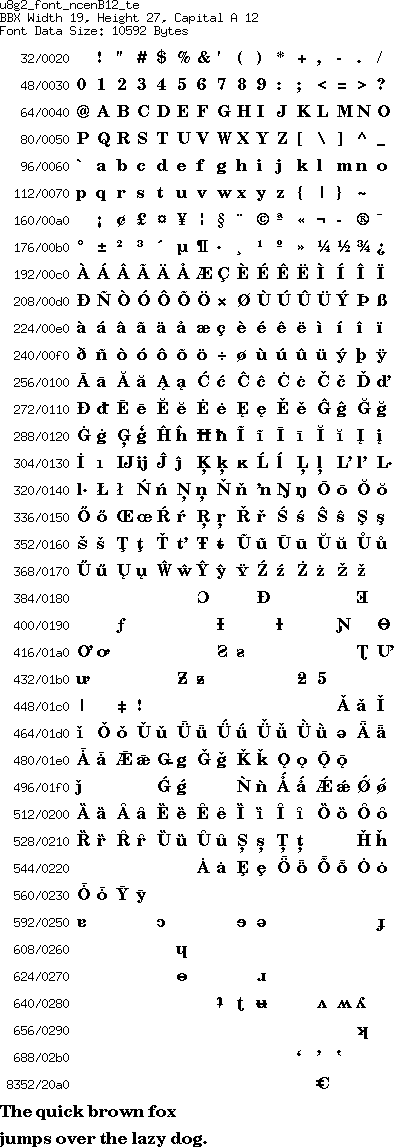 u8g2_font_ncenB12_te
BBX Width 19, Height 27, Capital A 12
Font Data Size: 10592 Bytes
32/0020 ! " # $ % & ' ( ) * + , - . /
48/0030 0 1 2 3 4 5 6 7 8 9 : ; < = > ?
64/0040 @ A B C D E F G H I J K L M N O
80/0050 P Q R S T U V W X Y Z [ \ ] ^ _
96/0060 ` a b c d e f g h i j k l m n o
112/0070 p q r s t u v w x y z { | } ~
160/00a0 ¡ ¢ £ ¤ ¥ ¦ § ¨ © ª « ¬ - ® ¯
176/00b0 ° ± ² ³ ´ µ ¶ · ¸ ¹ º » ¼ ½ ¾ ¿
192/00c0 À Á Â Ã Ä Å Æ Ç È É Ê Ë Ì Í Î Ï
208/00d0 Ð Ñ Ò Ó Ô Õ Ö × Ø Ù Ú Û Ü Ý Þ ß
224/00e0 à á â ã ä å æ ç è é ê ë ì í î ï
240/00f0 ð ñ ò ó ô õ ö ÷ ø ù ú û ü ý þ ÿ
256/0100 Ā ā Ă ă Ą ą Ć ć Ĉ ĉ Ċ ċ Č č Ď ď
272/0110 Đ đ Ē ē Ĕ ĕ Ė ė Ę ę Ě ě Ĝ ĝ Ğ ğ
288/0120 Ġ ġ Ģ ģ Ĥ ĥ Ħ ħ Ĩ ĩ Ī ī Ĭ ĭ Į į
304/0130 İ ı Ĳ ĳ Ĵ ĵ Ķ ķ ĸ Ĺ ĺ Ļ ļ Ľ ľ Ŀ
320/0140 ŀ Ł ł Ń ń Ņ ņ Ň ň ŉ Ŋ ŋ Ō ō Ŏ ŏ
336/0150 Ő ő Œ œ Ŕ ŕ Ŗ ŗ Ř ř Ś ś Ŝ ŝ Ş ş
352/0160 Š š Ţ ţ Ť ť Ŧ ŧ Ũ ũ Ū ū Ŭ ŭ Ů ů
368/0170 Ű ű Ų ų Ŵ ŵ Ŷ ŷ Ÿ Ź ź Ż ż Ž ž
384/0180 Ɔ Ɖ Ǝ
400/0190 ƒ Ɨ ƚ Ɲ Ɵ
416/01a0 Ơ ơ Ƨ ƨ Ʈ Ư
432/01b0 ư Ƶ ƶ ƻ 5
448/01c0 ǀ ǂ ǃ Ǎ ǎ Ǐ
464/01d0 ǐ Ǒ ǒ Ǔ ǔ Ǖ ǖ Ǘ ǘ Ǚ ǚ Ǜ ǜ ǝ Ǟ ǟ
480/01e0 Ǡ ǡ Ǣ ǣ Ǥ ǥ Ǧ ǧ Ǩ ǩ Ǫ ǫ Ǭ ǭ
496/01f0 ǰ Ǵ ǵ Ǹ ǹ Ǻ ǻ Ǽ ǽ Ǿ ǿ
512/0200 Ȁ ȁ Ȃ ȃ Ȅ ȅ Ȇ ȇ Ȉ ȉ Ȋ ȋ Ȍ ȍ Ȏ ȏ
528/0210 Ȑ ȑ Ȓ ȓ Ȕ ȕ Ȗ ȗ Ș ș Ț ț Ȟ ȟ
544/0220 Ȧ ȧ Ȩ ȩ Ȫ ȫ Ȭ ȭ Ȯ ȯ
560/0230 Ȱ ȱ Ȳ ȳ
592/0250 ɐ ɔ ɘ ə ɟ
608/0260 ɥ
624/0270 ɵ ɹ
640/0280 ʇ ʈ ʉ ʌ ʍ ʎ
656/0290 ʞ
688/02b0 ʻ ʼ ʽ
8352/20a0 €
The quick brown fox
jumps over the lazy dog.